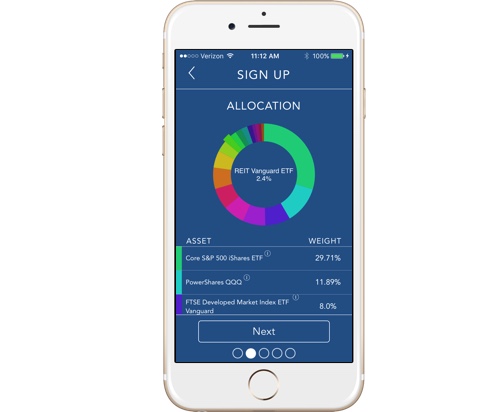 Verizon 11:12 AM 100%
SIGN UP
ALLOCATION
REIT Vanguard ETF
2.4%
ASSET WEIGHT
Core S&P 500 iShares ETF 29.71%
PowerShares QQQ 11.89%
FTSE Developed Market Index ETF
Vanguard 8.0%
Next